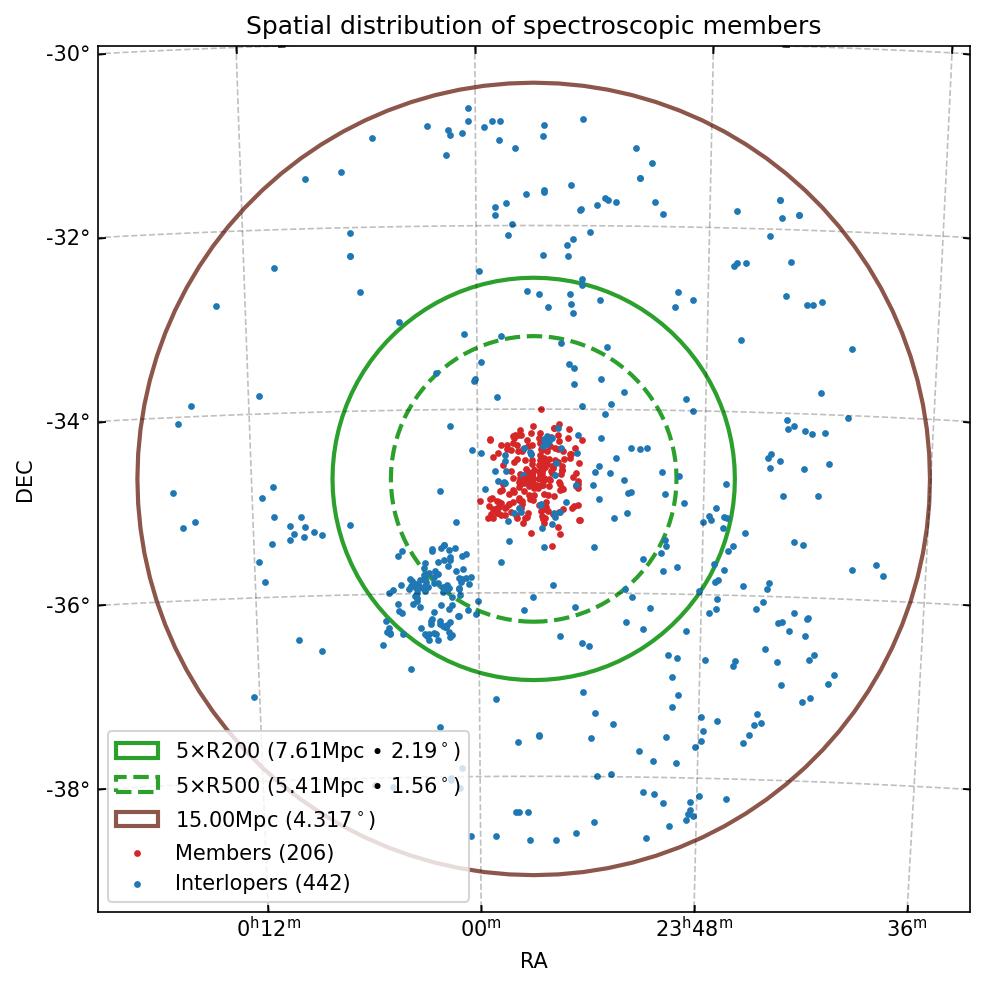 Spatial distribution of spectroscopic members
-30°
-32°
-34°
-36°
-38°
DEC
5×R200 (7.61Mpc • 2.19°)
5×R500 (5.41Mpc • 1.56°)
15.00Mpc (4.317°)
Members (206)
Interlopers (442)
0ʰ12ᵐ 00ᵐ 23ʰ48ᵐ 36ᵐ
RA